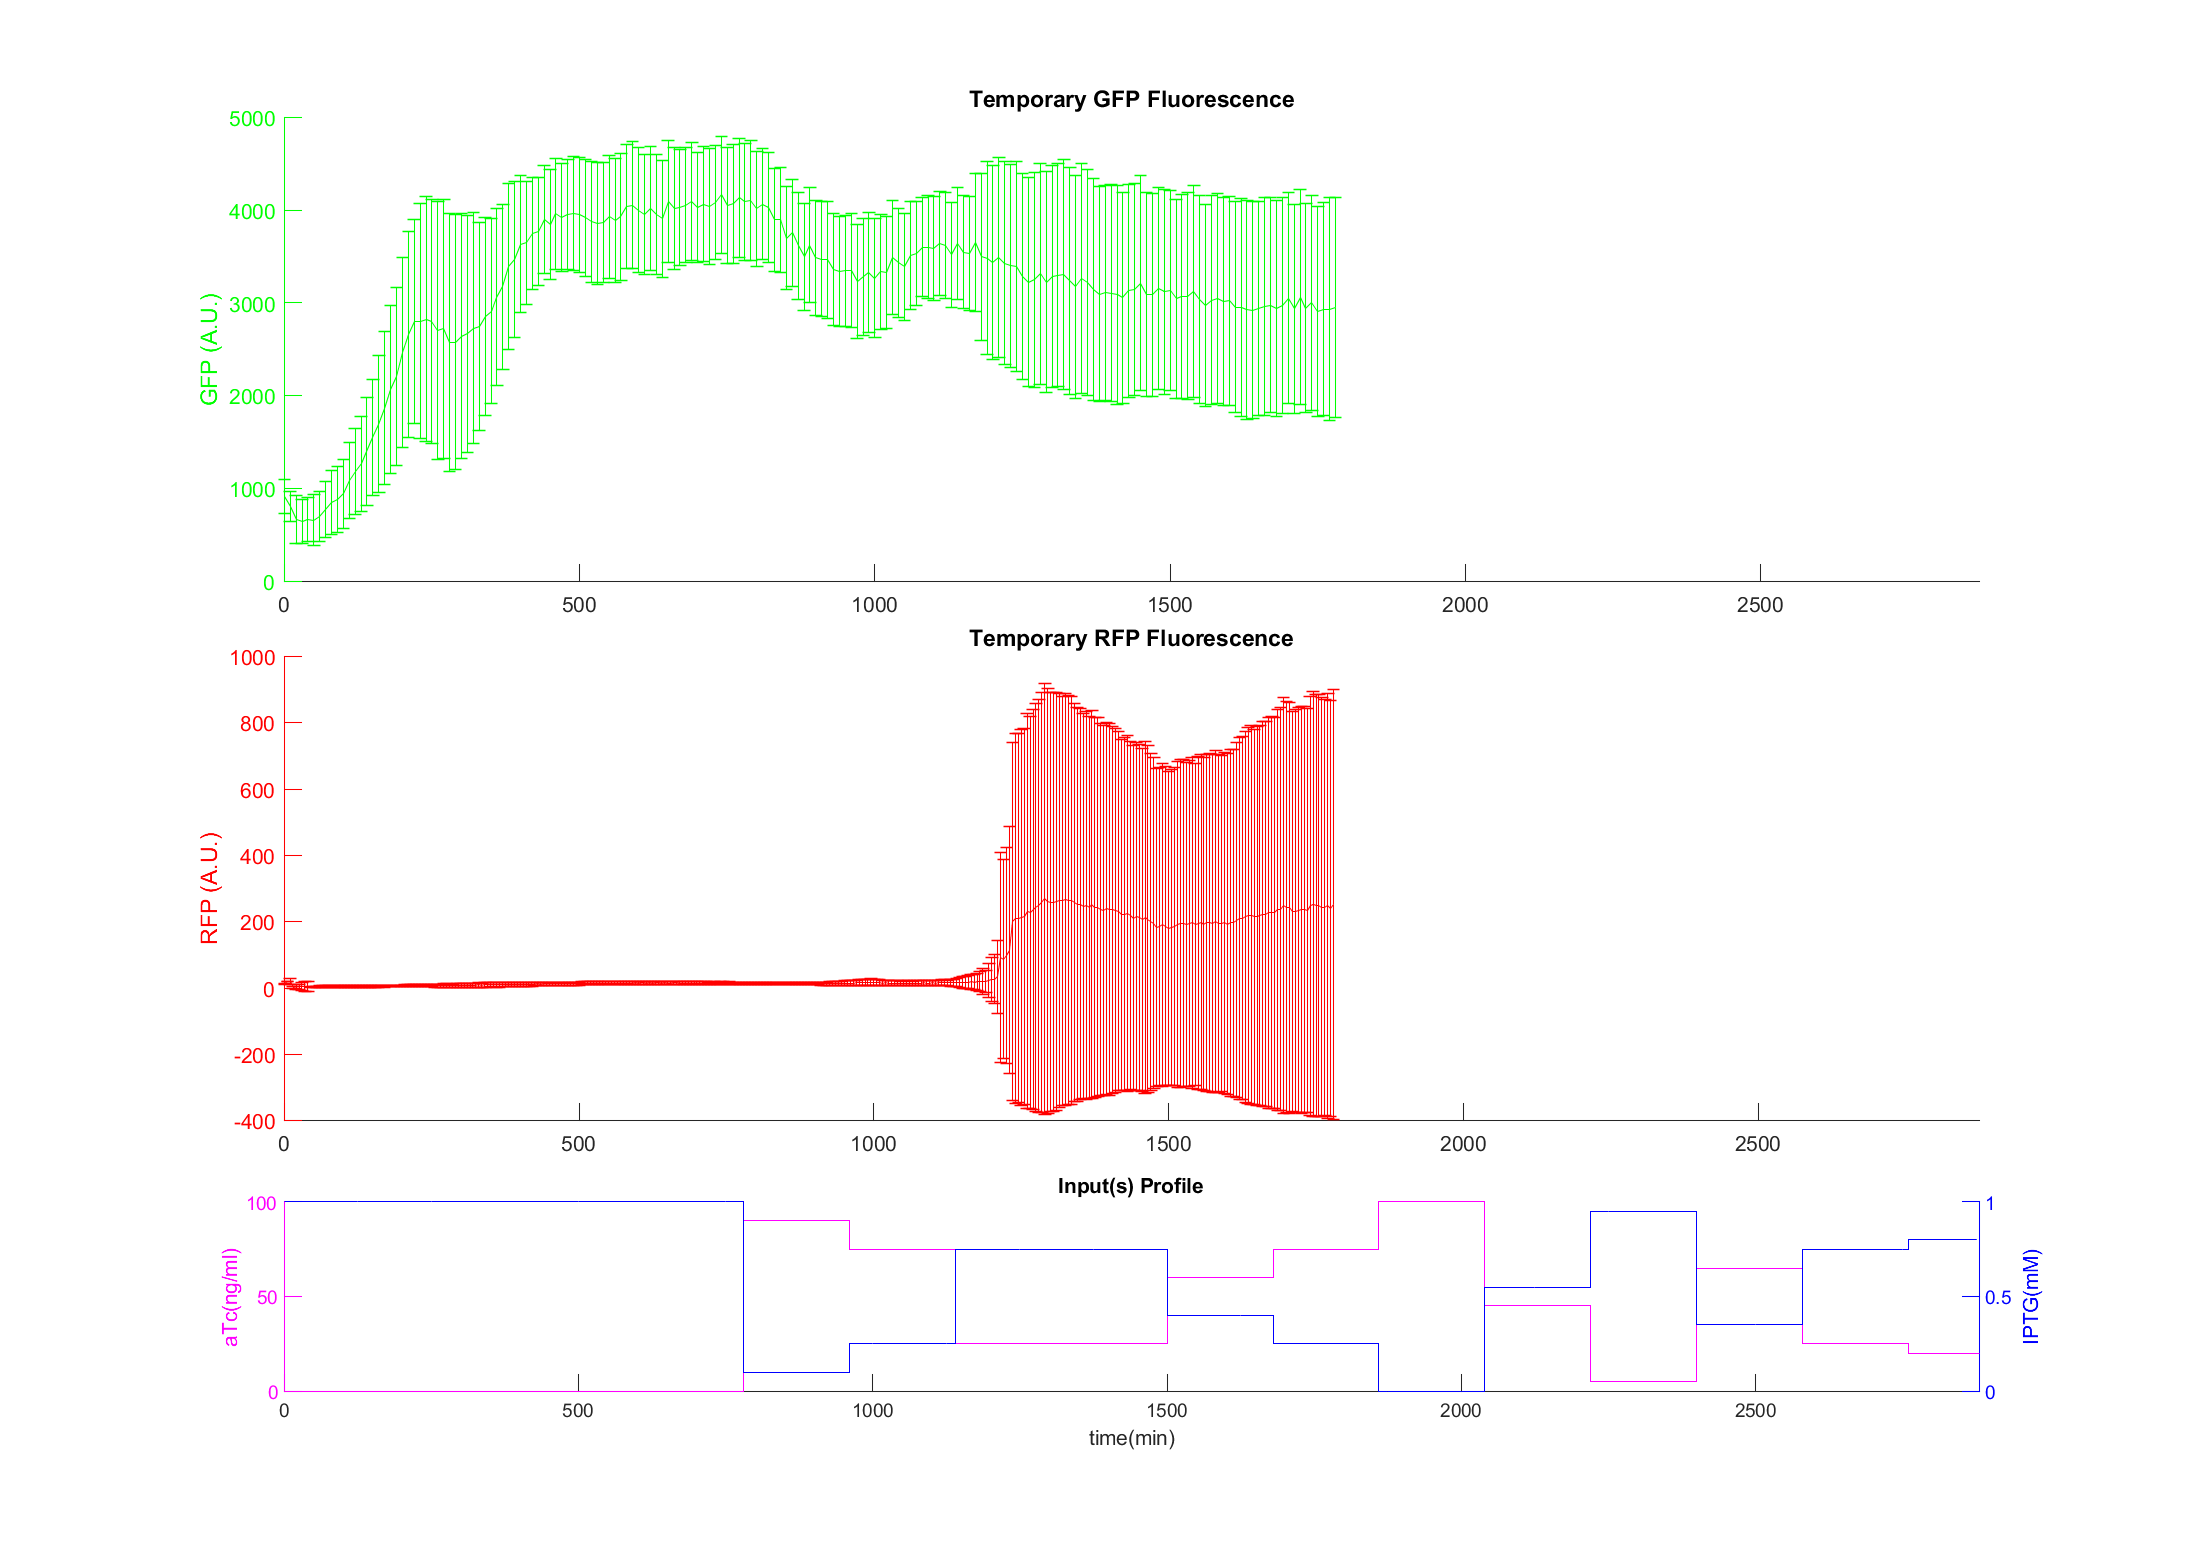 Temporary GFP Fluorescence
5000
4000
3000
2000
1000
0
GFP (A.U.)
0 500 1000 1500 2000 2500
Temporary RFP Fluorescence
1000
800
600
400
200
0
-200
-400
RFP (A.U.)
0 500 1000 1500 2000 2500
Input(s) Profile
100
50
0
aTc(ng/ml)
1
0.5
0
IPTG(mM)
0 500 1000 1500 2000 2500
time(min)